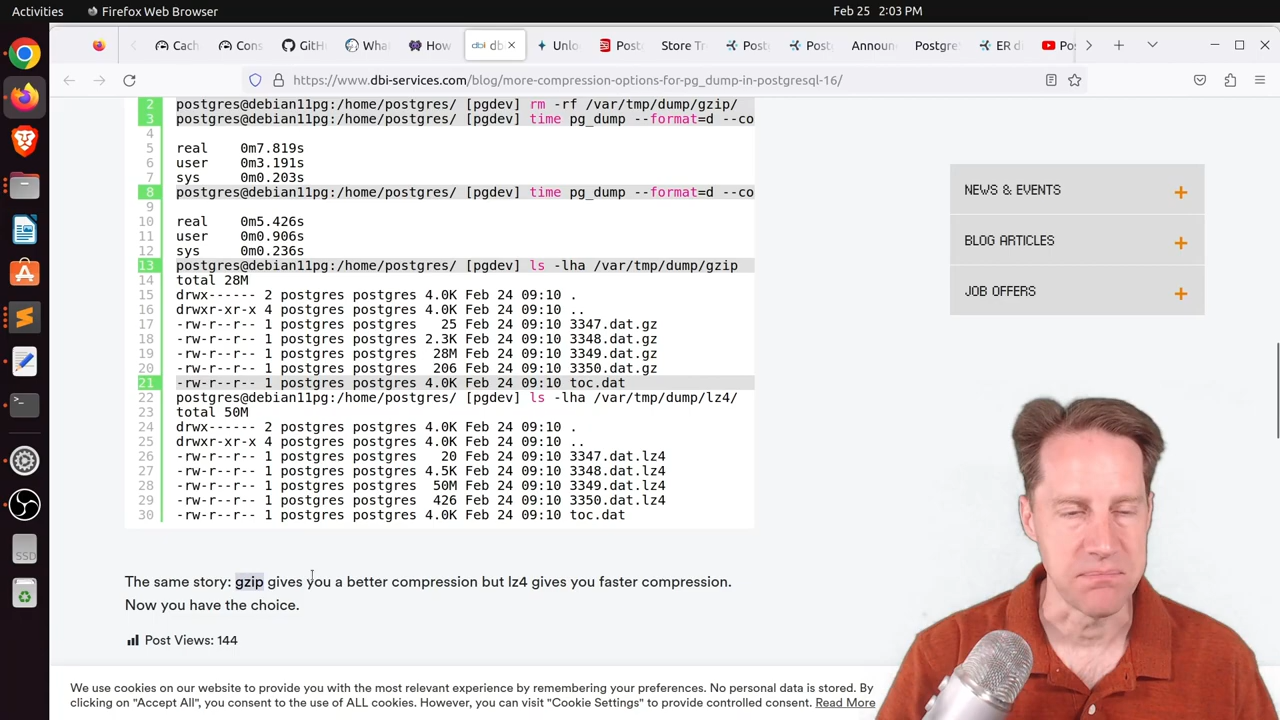 Activities
Firefox Web Browser
Feb 25 2:03 PM
Cach
Cons
GitH
What
How
dbi db
Unlo
Post
Store Tr
Post
Post
Announ
Postgre
ER d
Po
https://www.dbi-services.com/blog/more-compression-options-for-pg_dump-in-postgresql-16/
2 postgres@debian11pg:/home/postgres/ [pgdev] rm -rf /var/tmp/dump/gzip/
3 postgres@debian11pg:/home/postgres/ [pgdev] time pg_dump --format=d --co
4
5 real 0m7.819s
6 user 0m3.191s
7 sys 0m0.203s
8 postgres@debian11pg:/home/postgres/ [pgdev] time pg_dump --format=d --co
9
10 real 0m5.426s
11 user 0m0.906s
12 sys 0m0.236s
13 postgres@debian11pg:/home/postgres/ [pgdev] ls -lha /var/tmp/dump/gzip
14 total 28M
15 drwx------ 2 postgres postgres 4.0K Feb 24 09:10 .
16 drwxr-xr-x 4 postgres postgres 4.0K Feb 24 09:10 ..
17 -rw-r--r-- 1 postgres postgres 25 Feb 24 09:10 3347.dat.gz
18 -rw-r--r-- 1 postgres postgres 2.3K Feb 24 09:10 3348.dat.gz
19 -rw-r--r-- 1 postgres postgres 28M Feb 24 09:10 3349.dat.gz
20 -rw-r--r-- 1 postgres postgres 206 Feb 24 09:10 3350.dat.gz
21 -rw-r--r-- 1 postgres postgres 4.0K Feb 24 09:10 toc.dat
22 postgres@debian11pg:/home/postgres/ [pgdev] ls -lha /var/tmp/dump/lz4/
23 total 50M
24 drwx------ 2 postgres postgres 4.0K Feb 24 09:10 .
25 drwxr-xr-x 4 postgres postgres 4.0K Feb 24 09:10 ..
26 -rw-r--r-- 1 postgres postgres 20 Feb 24 09:10 3347.dat.lz4
27 -rw-r--r-- 1 postgres postgres 4.5K Feb 24 09:10 3348.dat.lz4
28 -rw-r--r-- 1 postgres postgres 50M Feb 24 09:10 3349.dat.lz4
29 -rw-r--r-- 1 postgres postgres 426 Feb 24 09:10 3350.dat.lz4
30 -rw-r--r-- 1 postgres postgres 4.0K Feb 24 09:10 toc.dat
The same story: gzip gives you a better compression but lz4 gives you faster compression.
Now you have the choice.
Post Views: 144
NEWS & EVENTS
BLOG ARTICLES
JOB OFFERS
SSD
We use cookies on our website to provide you with the most relevant experience by remembering your preferences. No personal data is stored. By
clicking on "Accept All", you consent to the use of ALL cookies. However, you can visit "Cookie Settings" to provide controlled consent. Read More